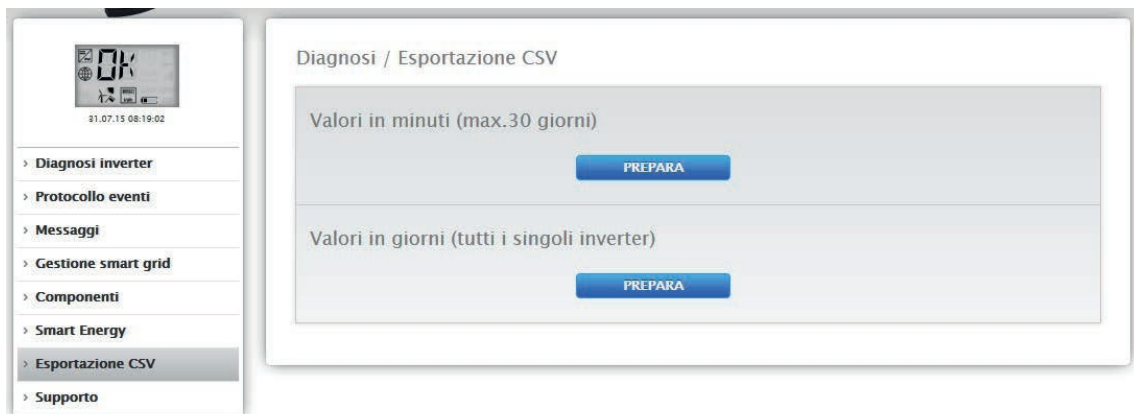 OK
31.07.15 08:19:02
› Diagnosi inverter
› Protocollo eventi
› Messaggi
› Gestione smart grid
› Componenti
› Smart Energy
› Esportazione CSV
› Supporto
Diagnosi / Esportazione CSV
Valori in minuti (max.30 giorni)
PREPARA
Valori in giorni (tutti i singoli inverter)
PREPARA